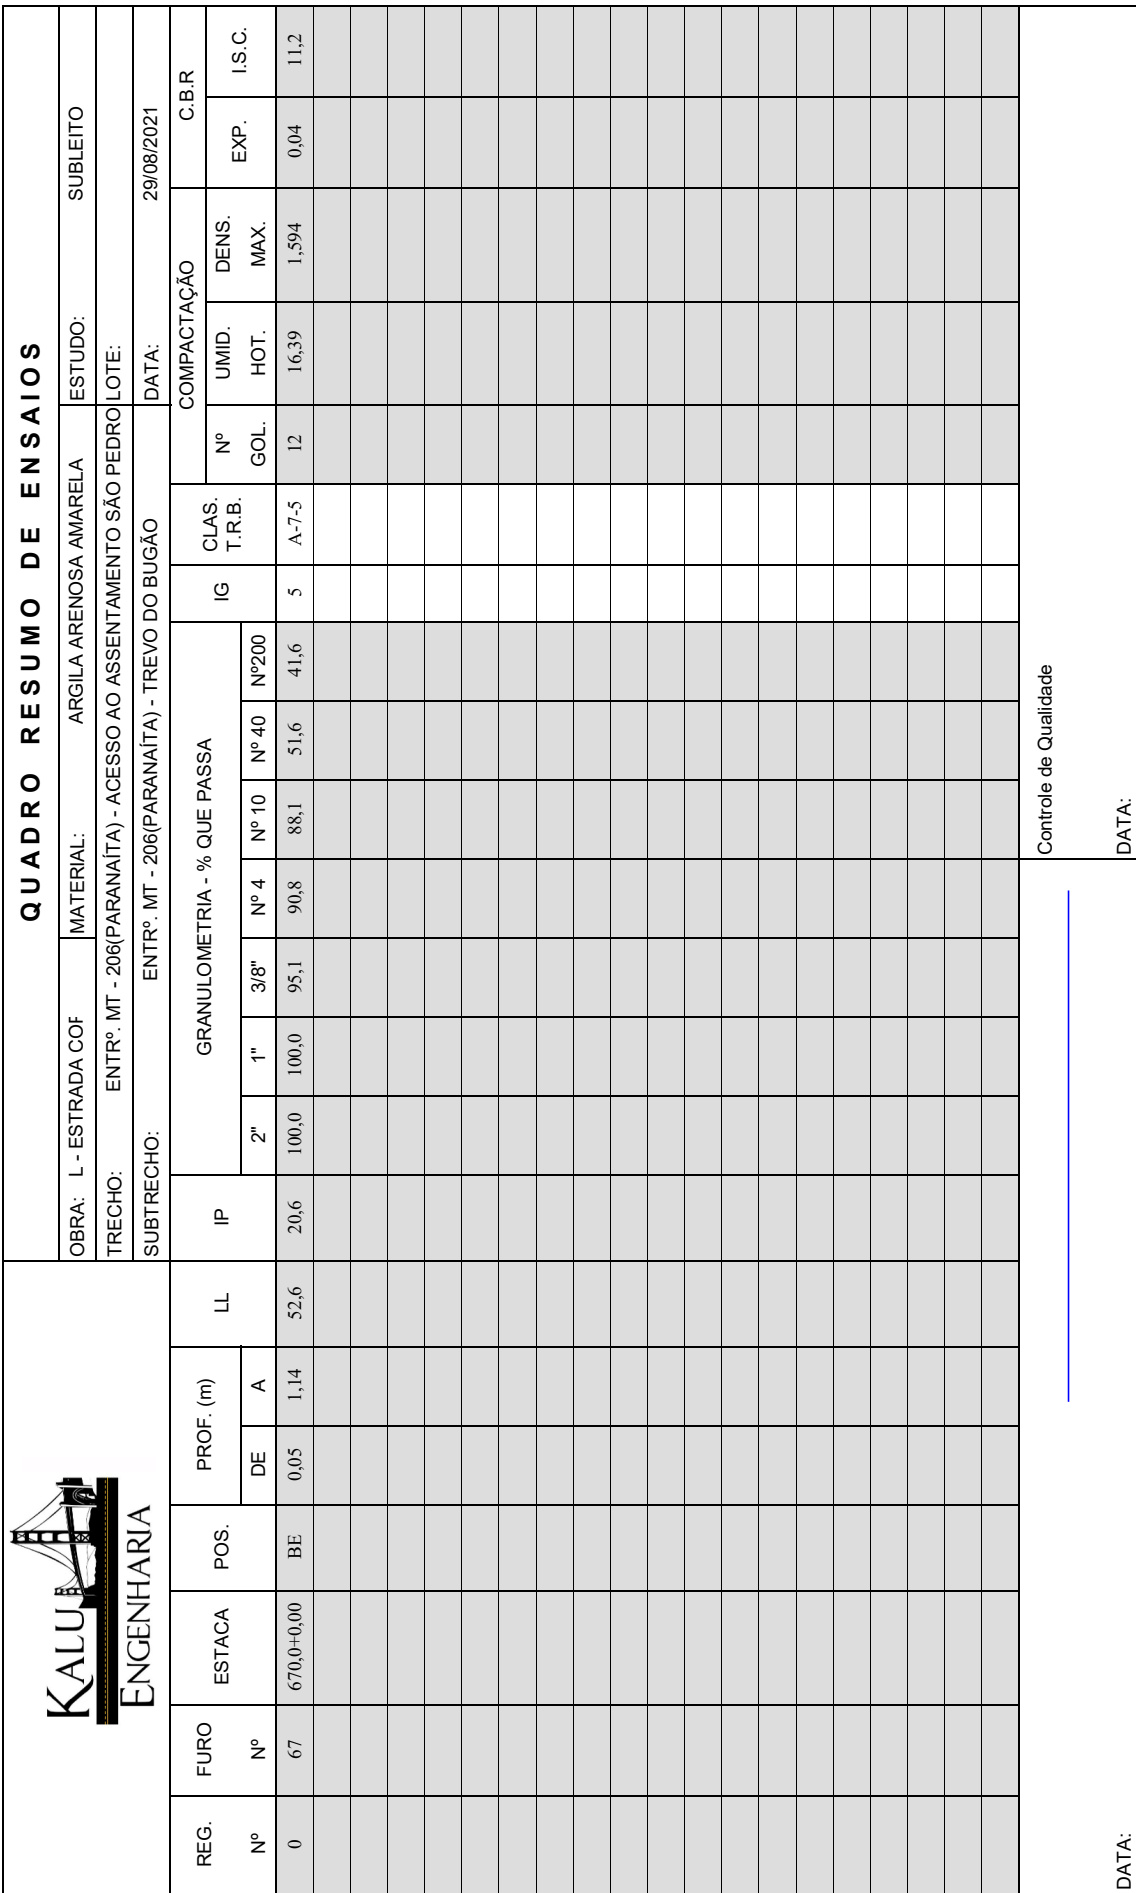 KALU
ENGENHARIA
QUADRO RESUMO DE ENSAIOS
OBRA: L - ESTRADA COF MATERIAL: ARGILA ARENOSA AMARELA ESTUDO: SUBLEITO
TRECHO: ENTRº. MT - 206(PARANAÍTA) - ACESSO AO ASSENTAMENTO SÃO PEDRO LOTE:
SUBTRECHO: ENTRº. MT - 206(PARANAÍTA) - TREVO DO BUGÃO DATA: 29/08/2021
REG. Nº FURO Nº ESTACA POS. PROF. (m) LL IP GRANULOMETRIA - % QUE PASSA IG CLAS. T.R.B. COMPACTAÇÃO C.B.R
DE A 2" 1" 3/8" Nº 4 Nº 10 Nº 40 Nº200 Nº GOL. UMID. HOT. DENS. MAX. EXP. I.S.C.
0 67 670,0+0,00 BE 0,05 1,14 52,6 20,6 100,0 100,0 95,1 90,8 88,1 51,6 41,6 5 A-7-5 12 16,39 1,594 0,04 11,2
Controle de Qualidade
DATA: DATA: